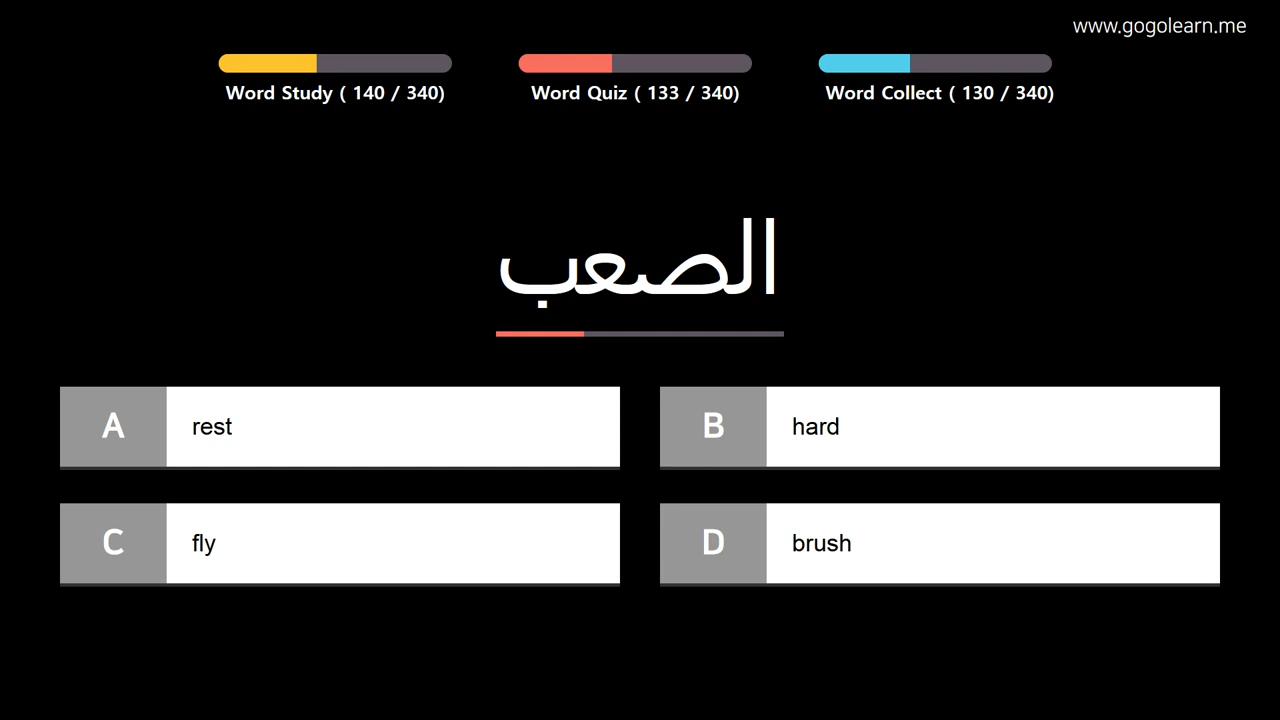 www.gogolearn.me
Word Study ( 140 / 340)
Word Quiz ( 133 / 340)
Word Collect ( 130 / 340)
الصعب
A rest
B hard
C fly
D brush